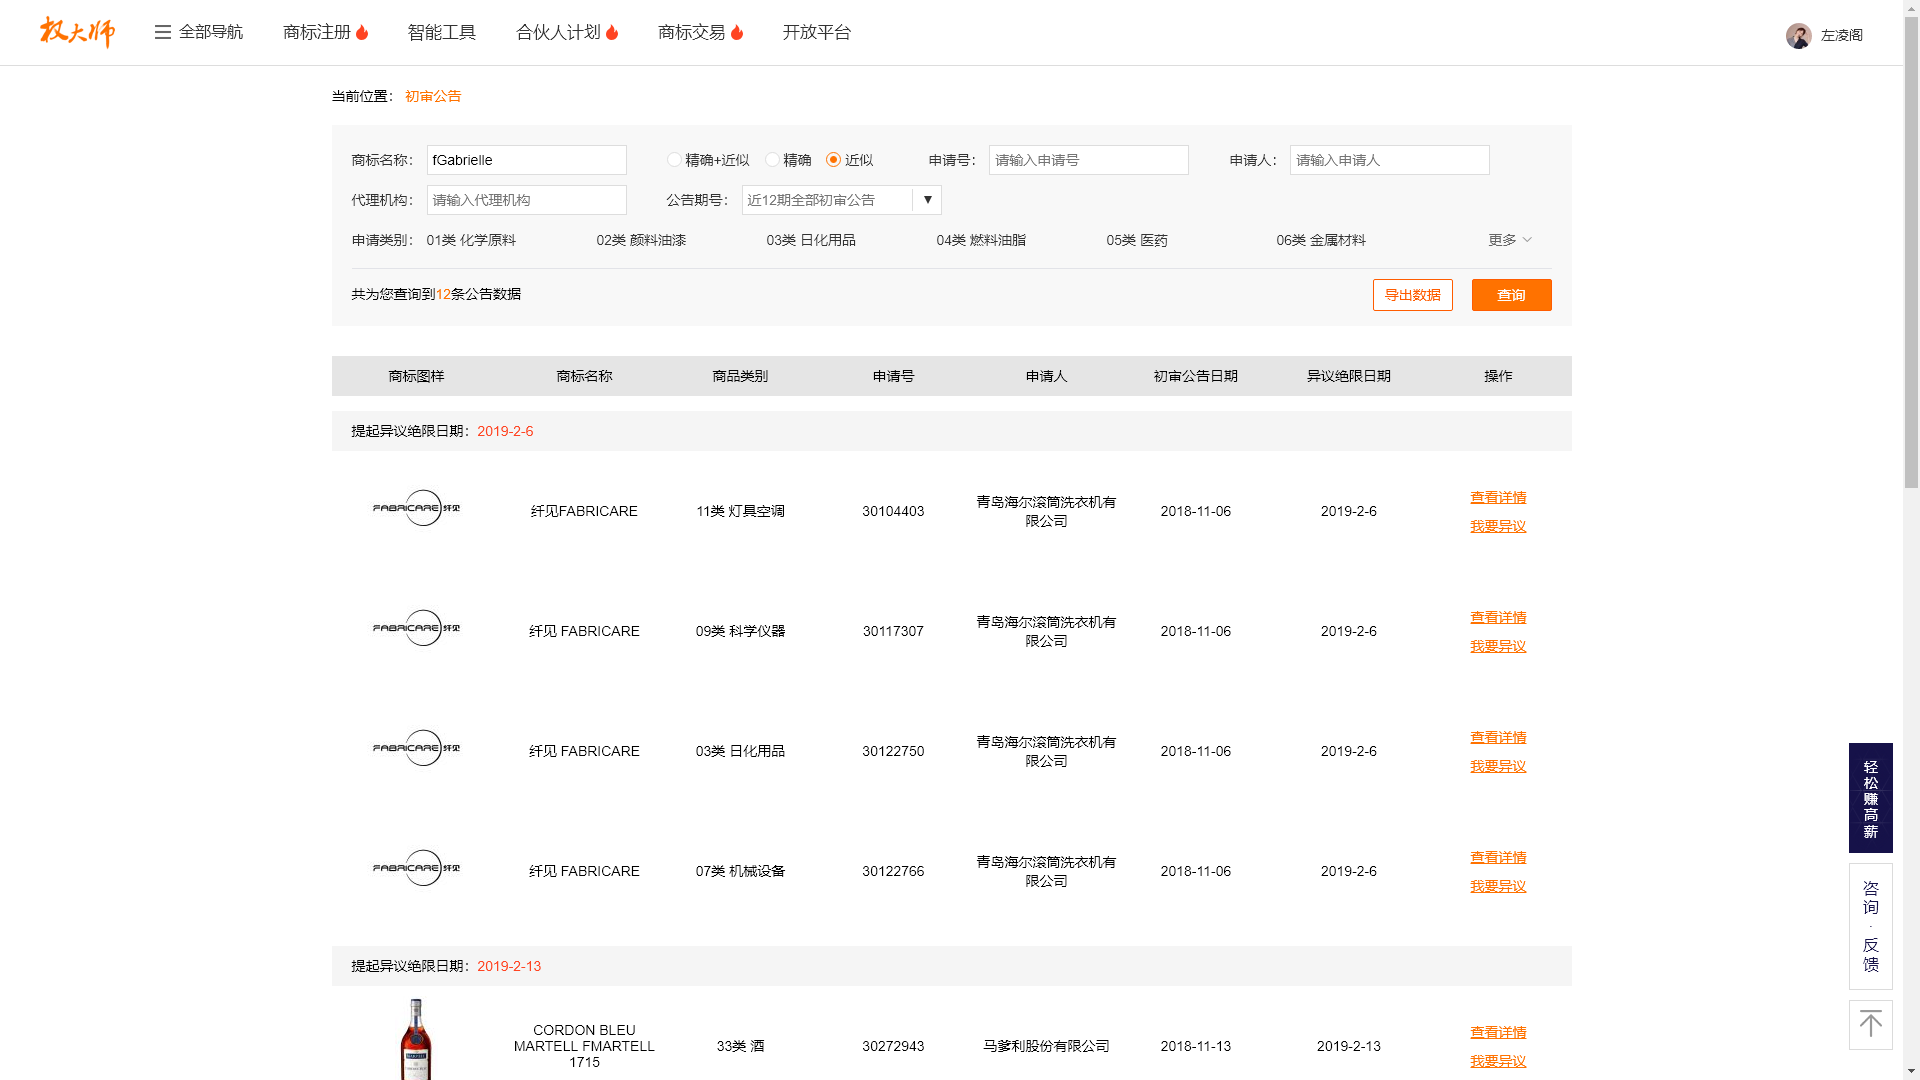 权大师
全部导航
商标注册
智能工具
合伙人计划
商标交易
开放平台
左凌阁
当前位置： 初审公告
商标名称： fGabrielle 精确+近似 精确 近似 申请号： 请输入申请号 申请人： 请输入申请人
代理机构： 请输入代理机构 公告期号： 近12期全部初审公告 ▼
申请类别： 01类 化学原料 02类 颜料油漆 03类 日化用品 04类 燃料油脂 05类 医药 06类 金属材料 更多
共为您查询到12条公告数据 导出数据 查询
商标图样 商标名称 商品类别 申请号 申请人 初审公告日期 异议绝限日期 操作
提起异议绝限日期：2019-2-6
FABRICARE 纤见
纤见FABRICARE
11类 灯具空调
30104403
青岛海尔滚筒洗衣机有
限公司
2018-11-06
2019-2-6
查看详情
我要异议
FABRICARE 纤见
纤见 FABRICARE
09类 科学仪器
30117307
青岛海尔滚筒洗衣机有
限公司
2018-11-06
2019-2-6
查看详情
我要异议
FABRICARE 纤见
纤见 FABRICARE
03类 日化用品
30122750
青岛海尔滚筒洗衣机有
限公司
2018-11-06
2019-2-6
查看详情
我要异议
FABRICARE 纤见
纤见 FABRICARE
07类 机械设备
30122766
青岛海尔滚筒洗衣机有
限公司
2018-11-06
2019-2-6
查看详情
我要异议
提起异议绝限日期：2019-2-13
CORDON BLEU
MARTELL FMARTELL
1715
33类 酒
30272943
马爹利股份有限公司
2018-11-13
2019-2-13
查看详情
我要异议
轻松赚高薪
咨询·反馈